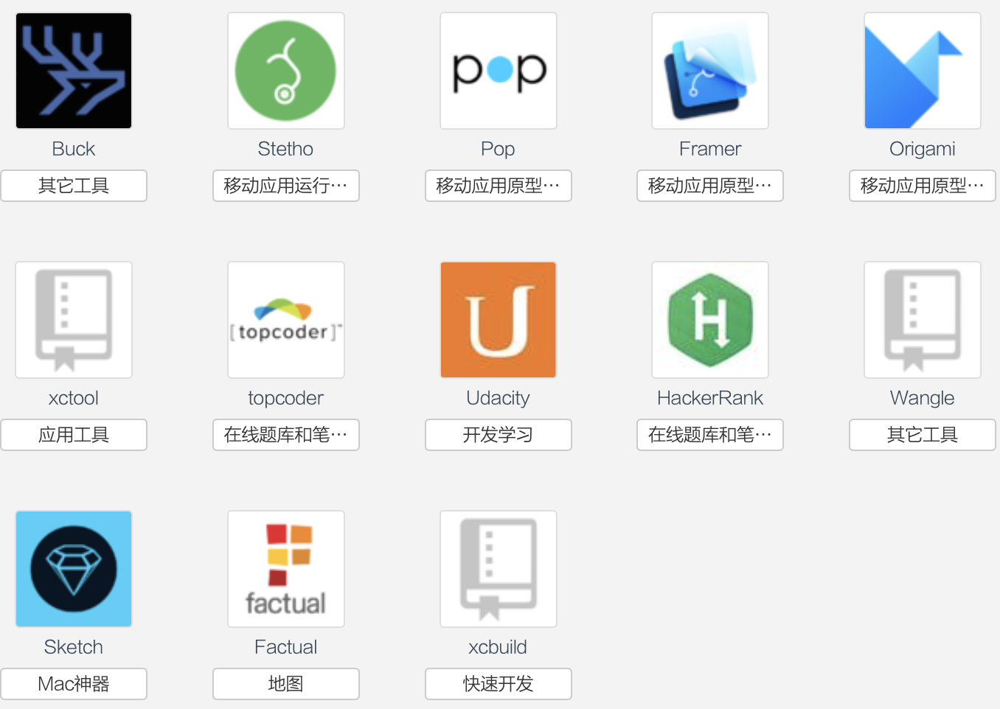 pop
Buck
Stetho
Pop
Framer
Origami
其它工具
移动应用运行…
移动应用原型…
移动应用原型…
移动应用原型…
[topcoder]™
U
H
xctool
topcoder
Udacity
HackerRank
Wangle
应用工具
在线题库和笔…
开发学习
在线题库和笔…
其它工具
factual
Sketch
Factual
xcbuild
Mac神器
地图
快速开发